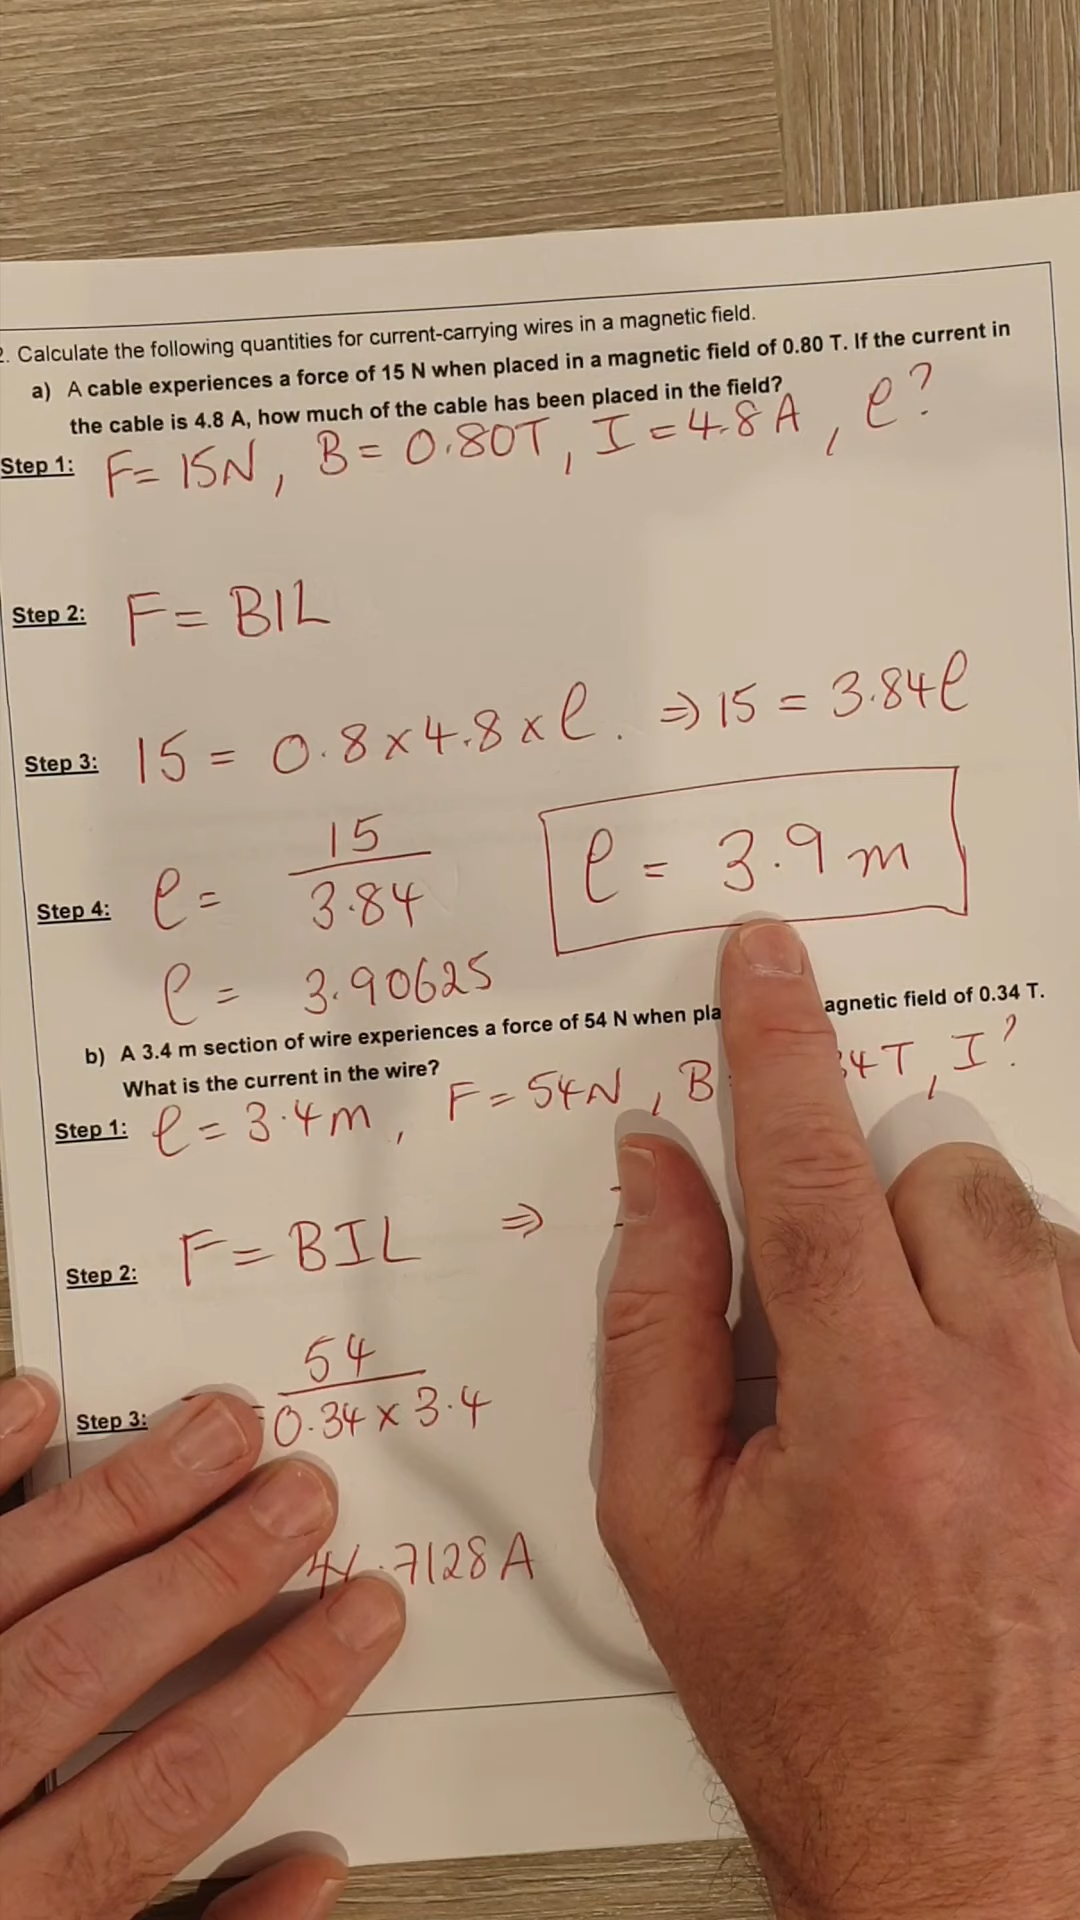 2. Calculate the following quantities for current-carrying wires in a magnetic field.
a) A cable experiences a force of 15 N when placed in a magnetic field of 0.80 T. If the current in
the cable is 4.8 A, how much of the cable has been placed in the field?
Step 1: F = 15N, B = 0.80T, I = 4.8A, ℓ?
Step 2: F = BIL
Step 3: 15 = 0.8 x 4.8 x ℓ. ⇒ 15 = 3.84ℓ
Step 4: ℓ = 15/3.84
ℓ = 3.9 m
ℓ = 3.90625
b) A 3.4 m section of wire experiences a force of 54 N when agnetic field of 0.34 T.
What is the current in the wire?
Step 1: ℓ = 3.4m, F = 54N, B 34T, I?
Step 2: F = BIL ⇒
Step 3: = 54/0.34 x 3.4
.7128 A